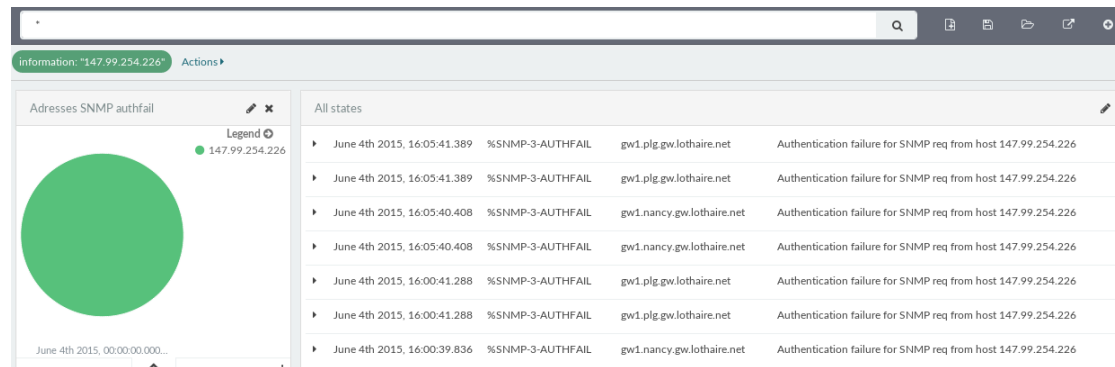 *
information: "147.99.254.226" Actions
Adresses SNMP authfail
Legend
147.99.254.226
June 4th 2015, 00:00:00.000...
All states
June 4th 2015, 16:05:41.389 %SNMP-3-AUTHFAIL gw1.plg.gw.lothaire.net Authentication failure for SNMP req from host 147.99.254.226
June 4th 2015, 16:05:41.389 %SNMP-3-AUTHFAIL gw1.plg.gw.lothaire.net Authentication failure for SNMP req from host 147.99.254.226
June 4th 2015, 16:05:40.408 %SNMP-3-AUTHFAIL gw1.nancy.gw.lothaire.net Authentication failure for SNMP req from host 147.99.254.226
June 4th 2015, 16:05:40.408 %SNMP-3-AUTHFAIL gw1.nancy.gw.lothaire.net Authentication failure for SNMP req from host 147.99.254.226
June 4th 2015, 16:00:41.288 %SNMP-3-AUTHFAIL gw1.plg.gw.lothaire.net Authentication failure for SNMP req from host 147.99.254.226
June 4th 2015, 16:00:41.288 %SNMP-3-AUTHFAIL gw1.plg.gw.lothaire.net Authentication failure for SNMP req from host 147.99.254.226
June 4th 2015, 16:00:39.836 %SNMP-3-AUTHFAIL gw1.nancy.gw.lothaire.net Authentication failure for SNMP req from host 147.99.254.226